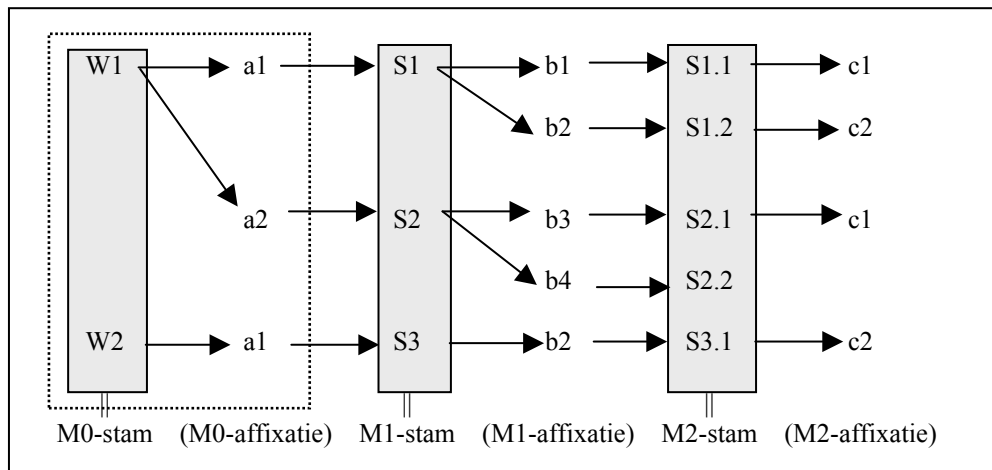 W1 a1 S1 b1 S1.1 c1
b2 S1.2 c2
a2 S2 b3 S2.1 c1
b4 S2.2
W2 a1 S3 b2 S3.1 c2
M0-stam (M0-affixatie) M1-stam (M1-affixatie) M2-stam (M2-affixatie)